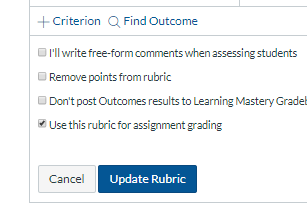 + Criterion Find Outcome
I'll write free-form comments when assessing students
Remove points from rubric
Don't post Outcomes results to Learning Mastery
Use this rubric for assignment grading
Cancel Update Rubric